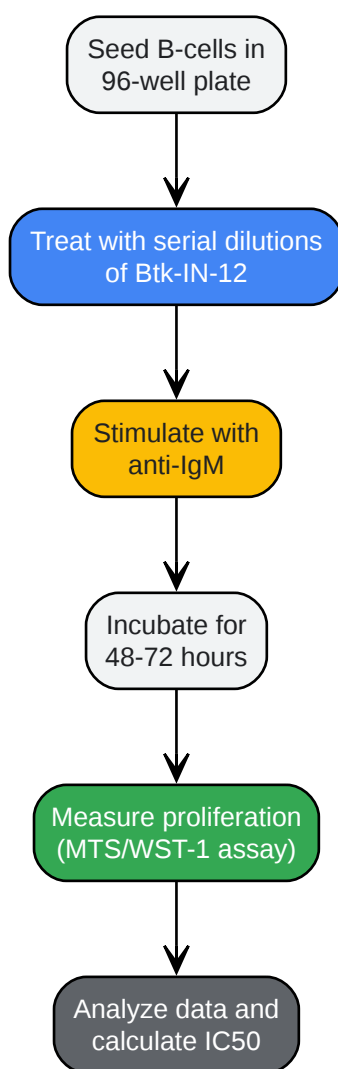 Seed B-cells in
96-well plate
Treat with serial dilutions
of Btk-IN-12
Stimulate with
anti-IgM
Incubate for
48-72 hours
Measure proliferation
(MTS/WST-1 assay)
Analyze data and
calculate IC50